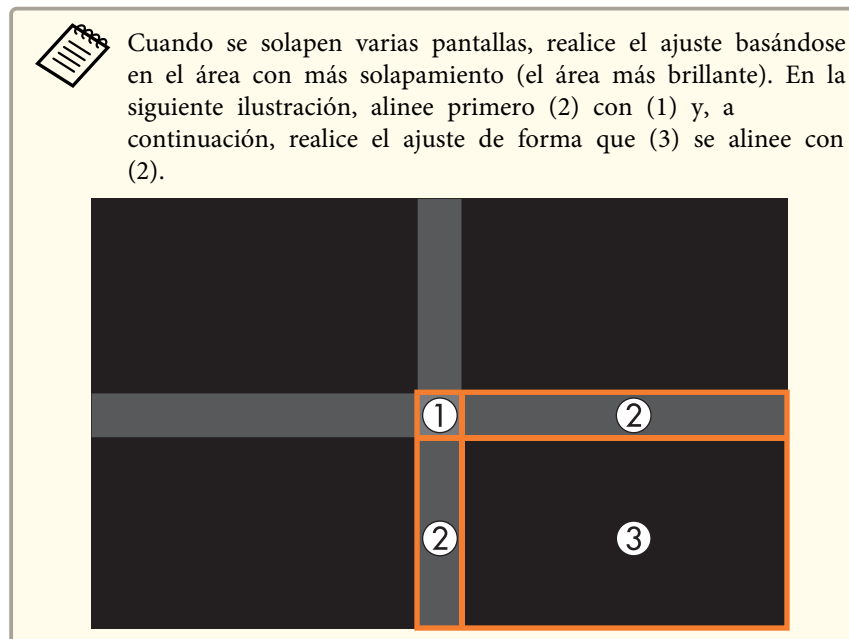 Cuando se solapen varias pantallas, realice el ajuste basándose
en el área con más solapamiento (el área más brillante). En la
siguiente ilustración, alinee primero (2) con (1) y, a
continuación, realice el ajuste de forma que (3) se alinee con
(2).
1 2
2 3